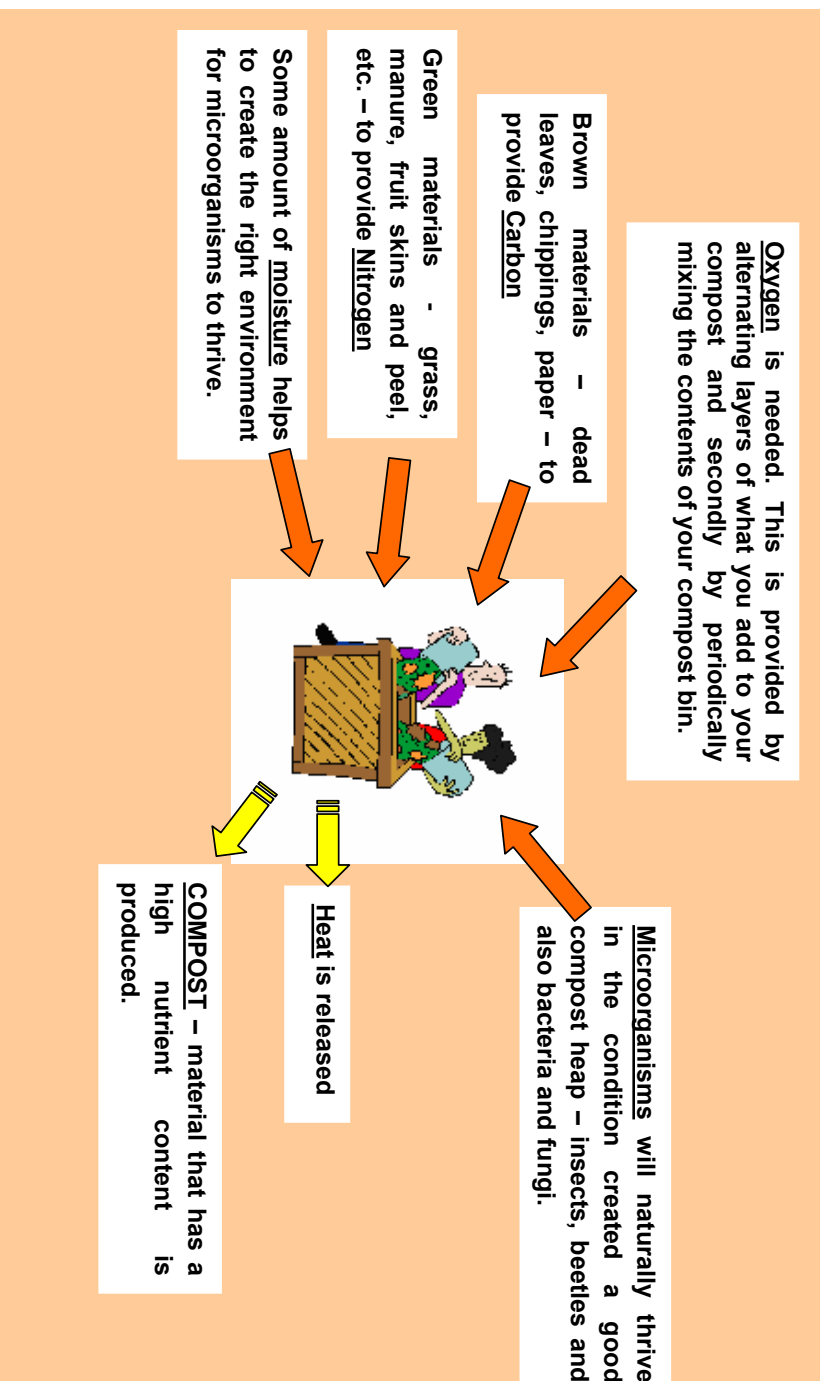 Oxygen is needed. This is provided by
alternating layers of what you add to your
compost and secondly by periodically
mixing the contents of your compost bin.
Microorganisms will naturally thrive
in the condition created a good
compost heap – insects, beetles and
also bacteria and fungi.
Brown materials – dead
leaves, chippings, paper – to
provide Carbon
Green materials - grass,
manure, fruit skins and peel,
etc. – to provide Nitrogen
Some amount of moisture helps
to create the right environment
for microorganisms to thrive.
Heat is released
COMPOST – material that has a
high nutrient content is
produced.